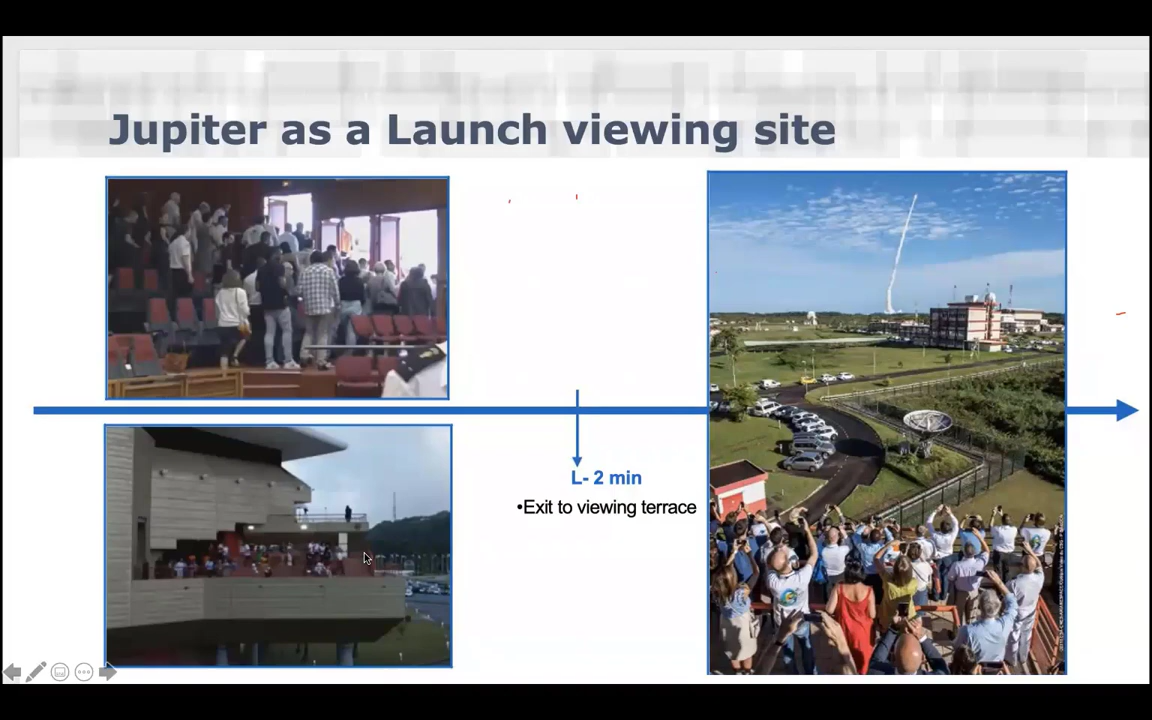 Jupiter as a Launch viewing site
L- 2 min
•Exit to viewing terrace